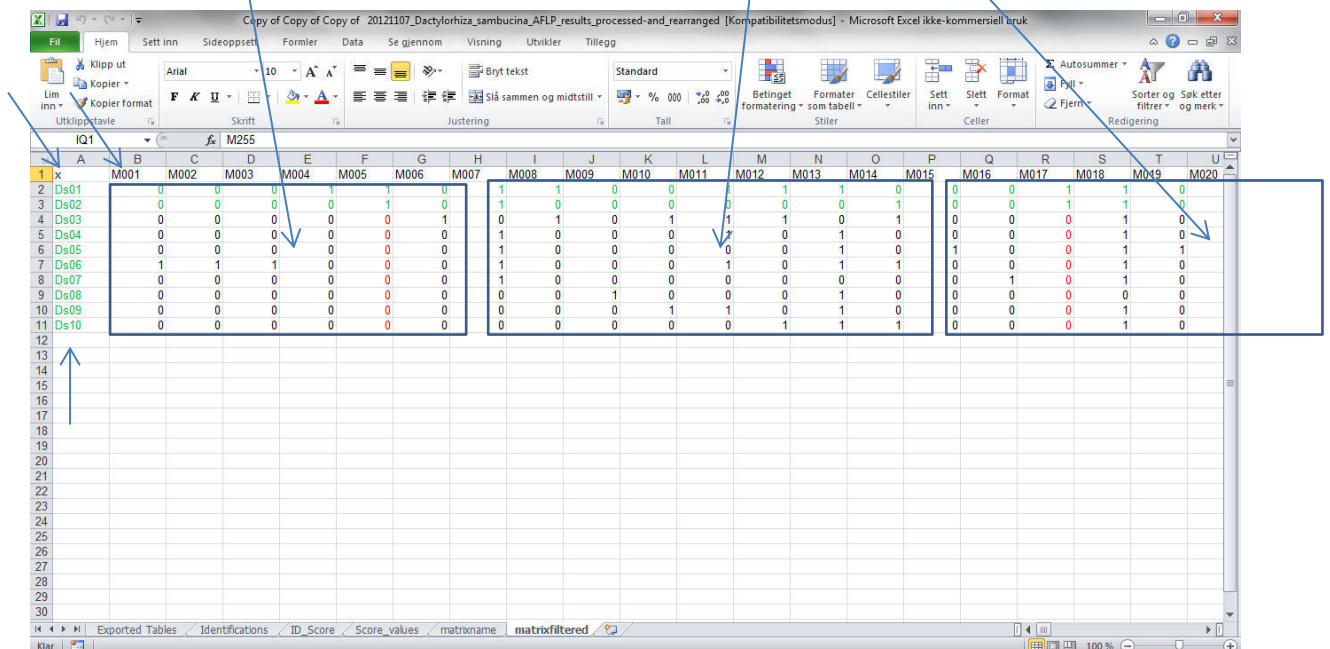 Copy of Copy of Copy of 20121107_Dactylorhiza_sambucina_AFLP_results_processed-and_rearranged [Kompatibilitetsmodus] - Microsoft Excel ikke-kommersiell bruk
Fil Hjem Sett inn Sideoppsett Formler Data Se gjennom Visning Utvikler Tillegg
Lim inn
Klipp ut
Kopier
Kopier format
Utklippstavle
Arial 10
F K U
Skrift
Bryt tekst
Slå sammen og midtstill
Justering
Standard
% 000
Tall
Betinget formatering
Formater som tabell
Cellestiler
Stiler
Sett inn
Slett
Format
Celler
Autosummer
Fyll
Fjern
Sorter og filtrer
Søk etter og merk
Redigering
IQ1 fx M255
A B C D E F G H I J K L M N O P Q R S T U
1 x M001 M002 M003 M004 M005 M006 M007 M008 M009 M010 M011 M012 M013 M014 M015 M016 M017 M018 M019 M020
2 Ds01 0 0 0 1 1 0 1 1 0 0 1 1 1 0 0 0 1 1 0
3 Ds02 0 0 0 0 1 0 1 0 0 0 0 0 0 1 0 0 1 1 0
4 Ds03 0 0 0 0 0 1 0 1 0 1 1 1 0 1 0 0 0 1 0
5 Ds04 0 0 0 0 0 0 1 0 0 0 1 0 1 0 0 0 0 1 0
6 Ds05 0 0 0 0 0 0 1 0 0 0 0 0 1 0 1 0 0 1 1
7 Ds06 1 1 1 0 0 0 1 0 0 0 1 0 1 1 0 0 0 1 0
8 Ds07 0 0 0 0 0 0 1 0 0 0 0 0 0 0 0 1 0 1 0
9 Ds08 0 0 0 0 0 0 0 0 1 0 0 0 1 0 0 0 0 0 0
10 Ds09 0 0 0 0 0 0 0 0 0 1 1 0 1 0 0 0 0 1 0
11 Ds10 0 0 0 0 0 0 0 0 0 0 0 1 1 1 0 0 0 1 0
12
13
14
15
16
17
18
19
20
21
22
23
24
25
26
27
28
29
30
Exported Tables Identifications ID_Score Score_values matrixname matrixfiltered
Klar 100 %